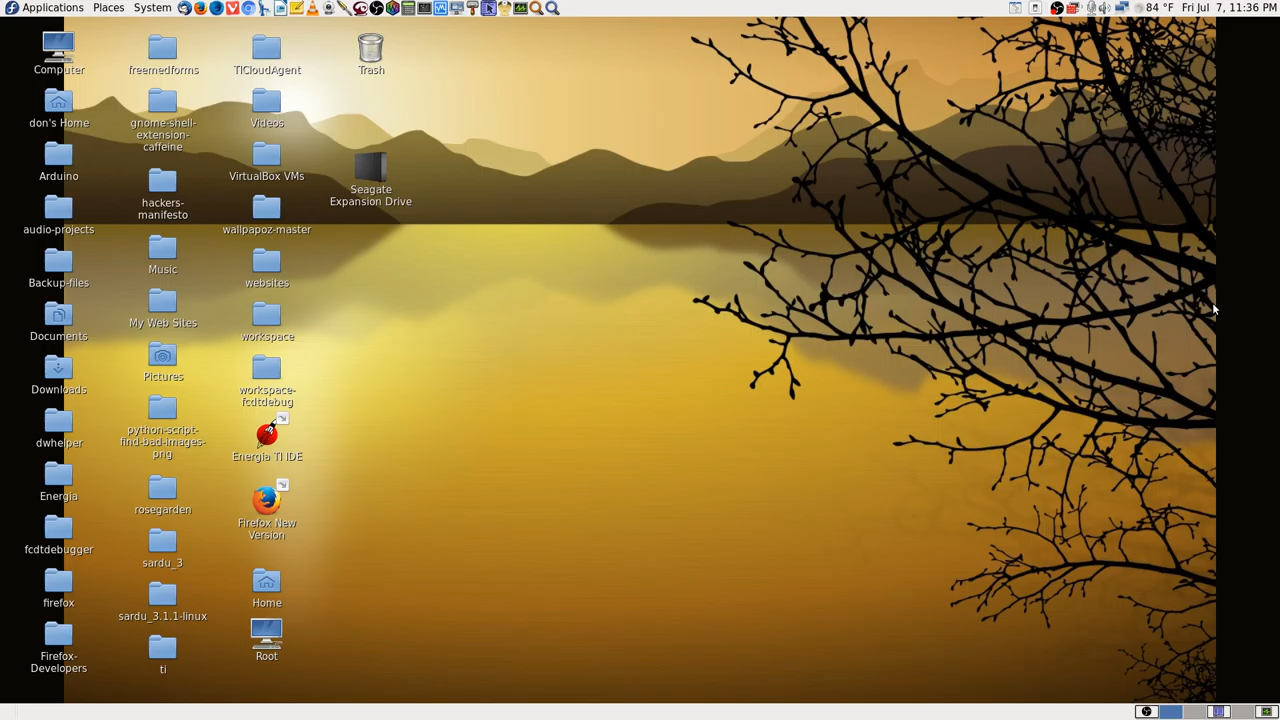 Applications Places System
84 °F Fri Jul 7, 11:36 PM
Computer
don's Home
Arduino
audio-projects
Backup-files
Documents
Downloads
dwhelper
Energia
fcdtdebugger
firefox
Firefox-
Developers
freemedforms
gnome-shell-
extension-
caffeine
hackers-
manifesto
Music
My Web Sites
Pictures
python-script-
find-bad-images-
png
rosegarden
sardu_3
sardu_3.1.1-linux
ti
TICloudAgent
Videos
VirtualBox VMs
wallpapoz-master
websites
workspace
workspace-
fcdtdebug
Energia TI IDE
Firefox New
Version
Home
Root
Trash
Seagate
Expansion Drive